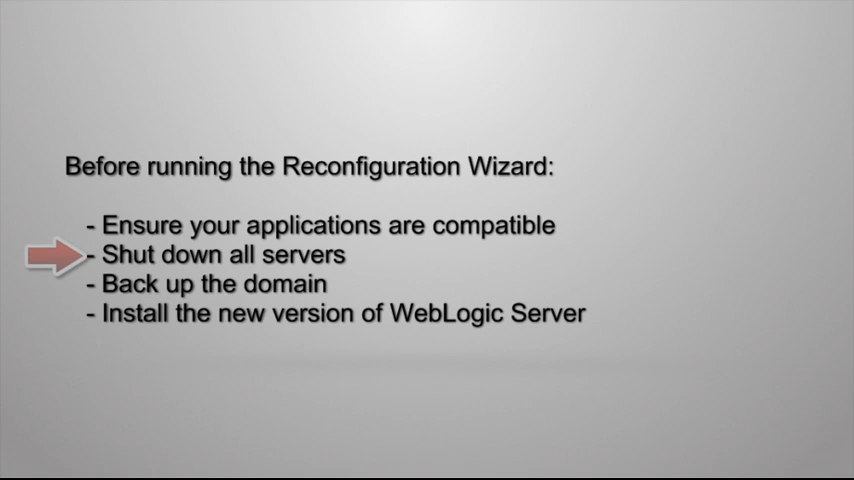 Before running the Reconfiguration Wizard:
- Ensure your applications are compatible
- Shut down all servers
- Back up the domain
- Install the new version of WebLogic Server